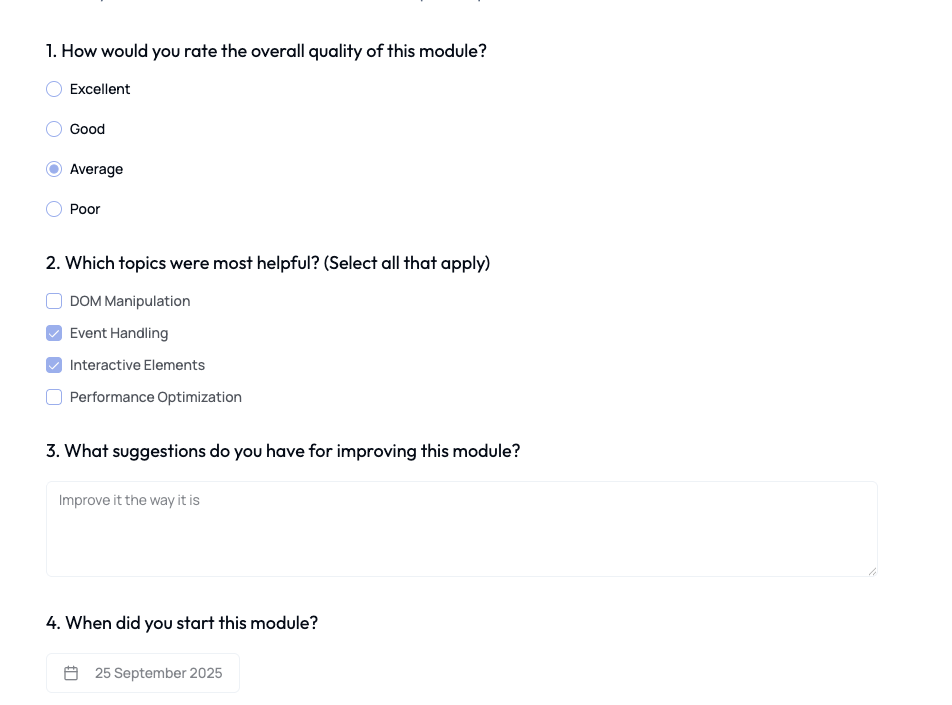 1. How would you rate the overall quality of this module?
Excellent
Good
Average
Poor
2. Which topics were most helpful? (Select all that apply)
DOM Manipulation
Event Handling
Interactive Elements
Performance Optimization
3. What suggestions do you have for improving this module?
Improve it the way it is
4. When did you start this module?
25 September 2025